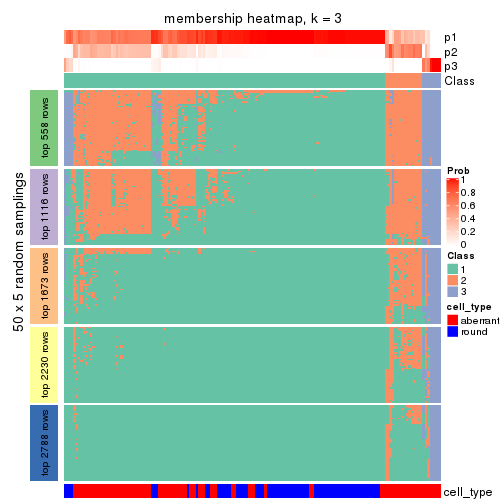 membership heatmap, k = 3
p1
p2
p3
Class
50 x 5 random samplings
top 558 rows
top 1116 rows
top 1673 rows
top 2230 rows
top 2788 rows
Prob
1
0.8
0.6
0.4
0.2
0
Class
1
2
3
cell_type
aberrant
round
cell_type